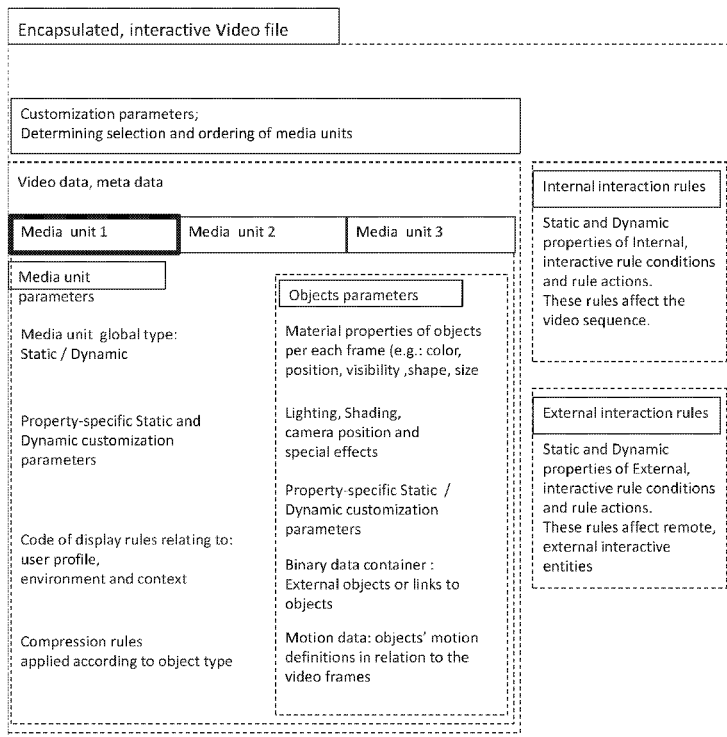 Encapsulated, interactive Video file
Customization parameters;
Determining selection and ordering of media units
Video data, meta data
Media unit 1
Media unit 2
Media unit 3
Media unit
parameters
Media unit global type:
Static / Dynamic
Property-specific Static and
Dynamic customization
parameters
Code of display rules relating to:
user profile,
environment and context
Compression rules
applied according to object type
Objects parameters
Material properties of objects
per each frame (e.g.: color,
position, visibility ,shape, size
Lighting, Shading,
camera position and
special effects
Property-specific Static /
Dynamic customization
parameters
Binary data container :
External objects or links to
objects
Motion data: objects' motion
definitions in relation to the
video frames
Internal interaction rules
Static and Dynamic
properties of Internal,
interactive rule conditions
and rule actions.
These rules affect the
video sequence.
External interaction rules
Static and Dynamic
properties of External,
interactive rule conditions
and rule actions.
These rules affect remote,
external interactive
entities